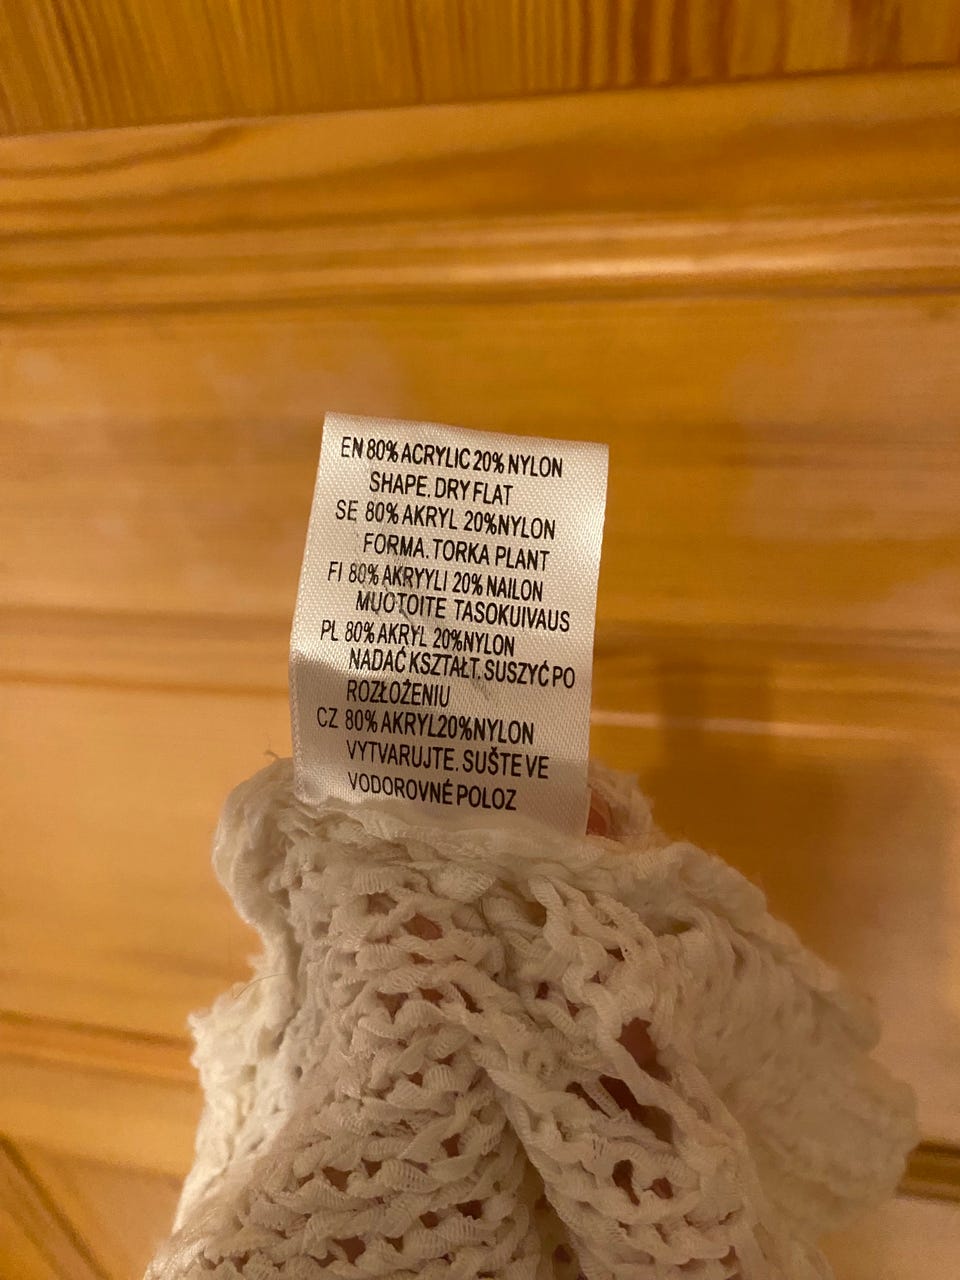 EN 80% ACRYLIC 20% NYLON
SHAPE. DRY FLAT
SE 80% AKRYL 20%NYLON
FORMA. TORKA PLANT
FI 80% AKRYYLI 20% NAILON
MUOTOITE TASOKUIVAUS
PL 80% AKRYL 20%NYLON
NADAĆ KSZTAŁT. SUSZYĆ PO
ROZŁOŻENIU
CZ 80% AKRYL20%NYLON
VYTVARUJTE. SUŠTE VE
VODOROVNÉ POLOZ